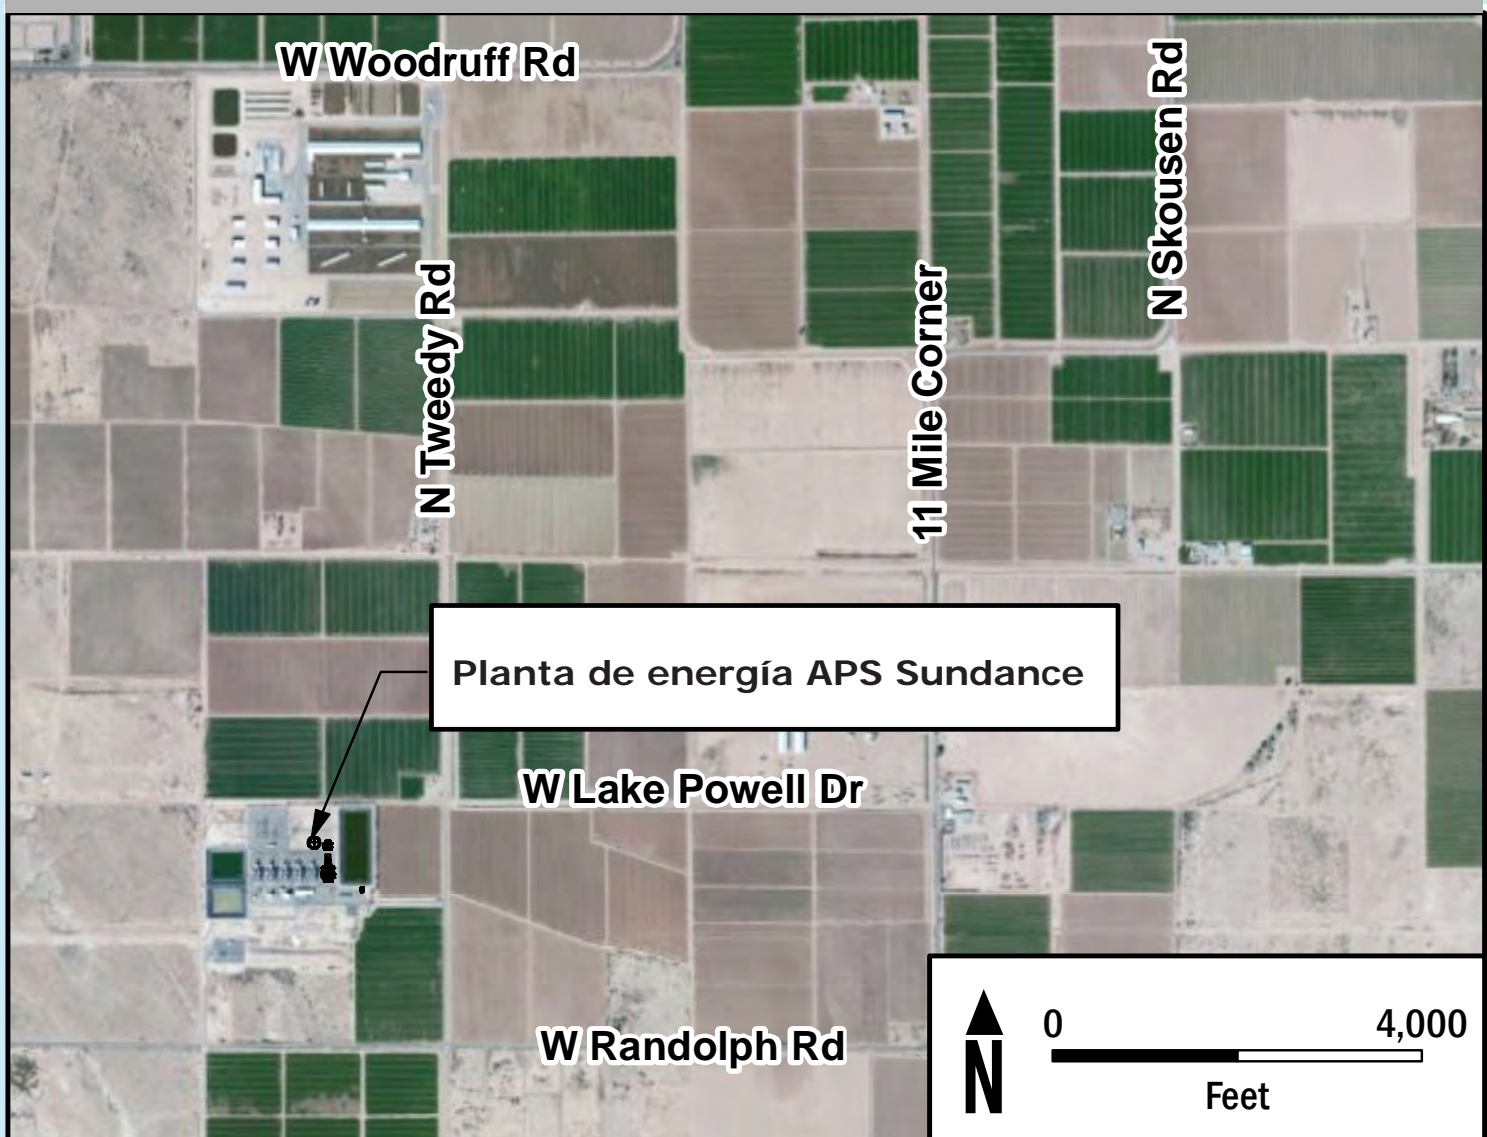 W Woodruff Rd
N Skousen Rd
N Tweedy Rd
11 Mile Corner
Planta de energía APS Sundance
W Lake Powell Dr
W Randolph Rd
N
0 4,000
Feet